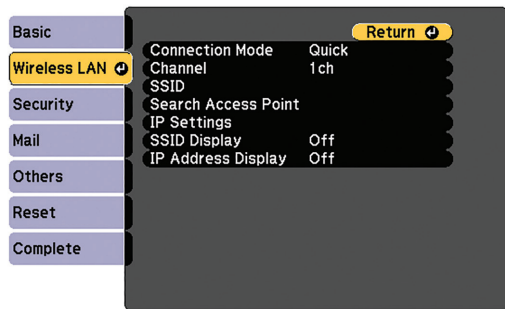 Basic
Wireless LAN
Security
Mail
Others
Reset
Complete
Return
Connection Mode Quick
Channel 1ch
SSID
Search Access Point
IP Settings
SSID Display Off
IP Address Display Off